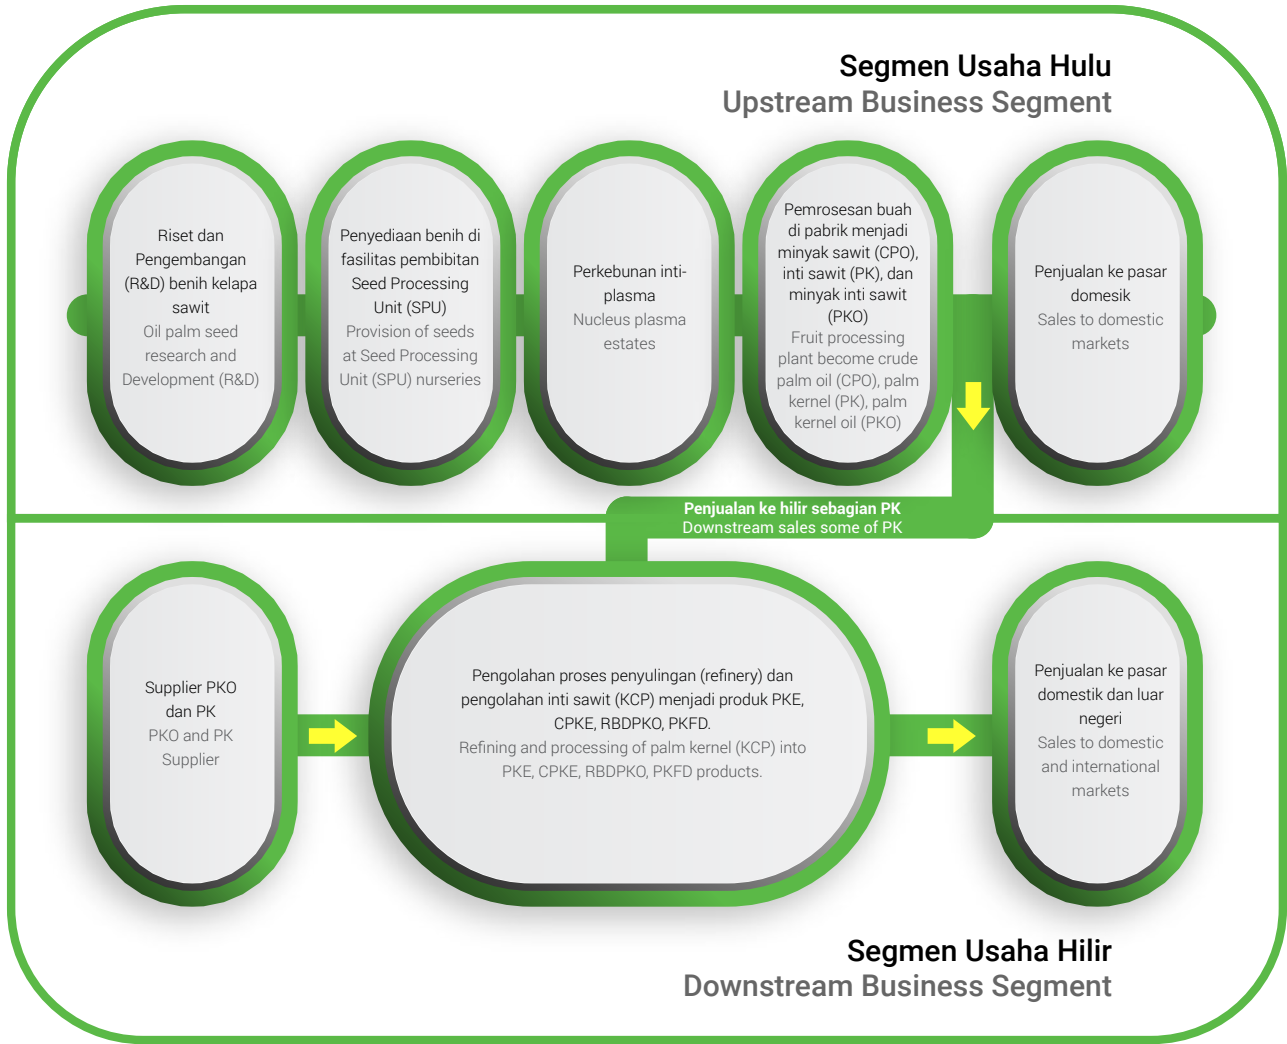 Segmen Usaha Hulu
Upstream Business Segment
Riset dan
Pengembangan
(R&D) benih kelapa
sawit
Oil palm seed
research and
Development (R&D)
Penyediaan benih di
fasilitas pembibitan
Seed Processing
Unit (SPU)
Provision of seeds
at Seed Processing
Unit (SPU) nurseries
Perkebunan inti-
plasma
Nucleus plasma
estates
Pemrosesan buah
di pabrik menjadi
minyak sawit (CPO),
inti sawit (PK), dan
minyak inti sawit
(PKO)
Fruit processing
plant become crude
palm oil (CPO), palm
kernel (PK), palm
kernel oil (PKO)
Penjualan ke pasar
domesik
Sales to domestic
markets
Penjualan ke hilir sebagian PK
Downstream sales some of PK
Supplier PKO
dan PK
PKO and PK
Supplier
Pengolahan proses penyulingan (refinery) dan
pengolahan inti sawit (KCP) menjadi produk PKE,
CPKE, RBDPKO, PKFD.
Refining and processing of palm kernel (KCP) into
PKE, CPKE, RBDPKO, PKFD products.
Penjualan ke pasar
domestik dan luar
negeri
Sales to domestic
and international
markets
Segmen Usaha Hilir
Downstream Business Segment